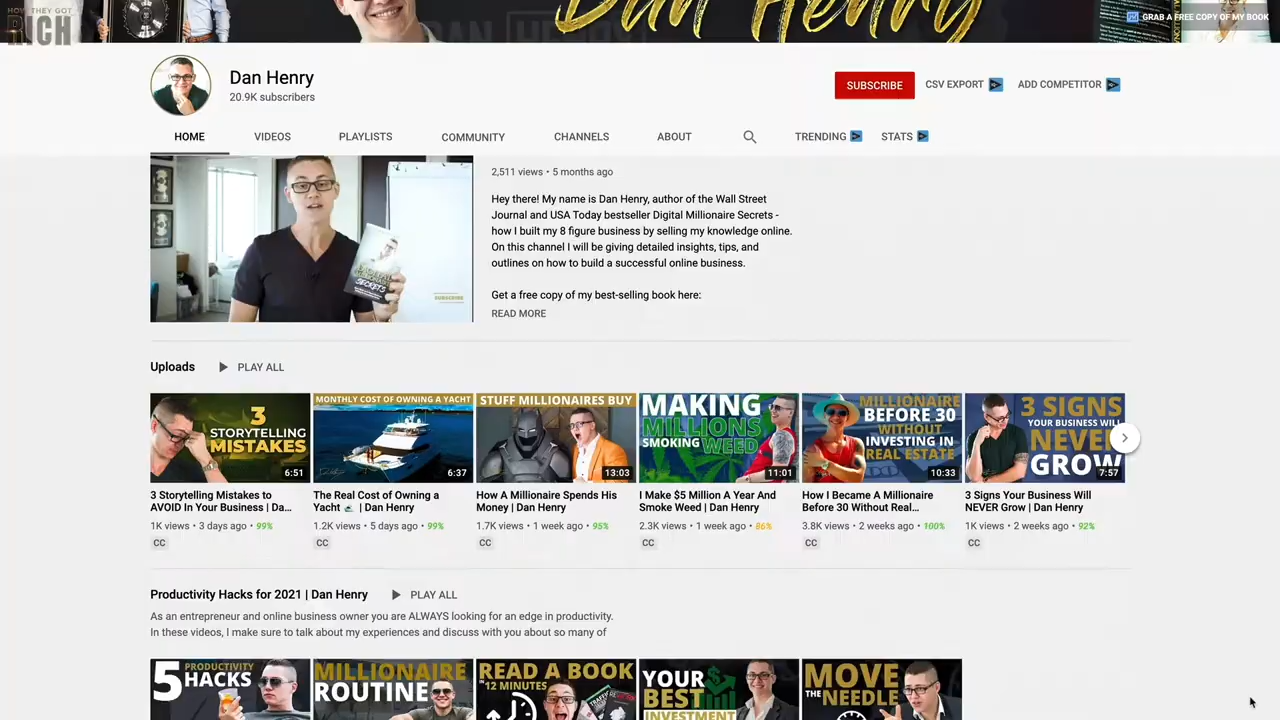 HOW THEY GOT
RICH
Dan Henry
GRAB A FREE COPY OF MY BOOK
Dan Henry
20.9K subscribers
SUBSCRIBE
CSV EXPORT
ADD COMPETITOR
HOME
VIDEOS
PLAYLISTS
COMMUNITY
CHANNELS
ABOUT
TRENDING
STATS
2,511 views • 5 months ago
Hey there! My name is Dan Henry, author of the Wall Street
Journal and USA Today bestseller Digital Millionaire Secrets -
how I built my 8 figure business by selling my knowledge online.
On this channel I will be giving detailed insights, tips, and
outlines on how to build a successful online business.
Get a free copy of my best-selling book here:
READ MORE
SECRETS
SUBSCRIBE
Uploads
PLAY ALL
3
STORYTELLING
MISTAKES
6:51
MONTHLY COST OF OWNING A YACHT
6:37
STUFF MILLIONAIRES BUY
13:03
MAKING
MILLIONS
SMOKING WEED
11:01
MILLIONAIRE
BEFORE 30
WITHOUT
INVESTING IN
REAL ESTATE
10:33
3 SIGNS
YOUR BUSINESS WILL
NEVER
GROW
7:57
3 Storytelling Mistakes to
AVOID In Your Business | Da...
1K views • 3 days ago • 99%
CC
The Real Cost of Owning a
Yacht 🛥 | Dan Henry
1.2K views • 5 days ago • 99%
CC
How A Millionaire Spends His
Money | Dan Henry
1.7K views • 1 week ago • 95%
CC
I Make $5 Million A Year And
Smoke Weed | Dan Henry
2.3K views • 1 week ago • 86%
CC
How I Became A Millionaire
Before 30 Without Real...
3.8K views • 2 weeks ago • 100%
CC
3 Signs Your Business Will
NEVER Grow | Dan Henry
1K views • 2 weeks ago • 92%
CC
Productivity Hacks for 2021 | Dan Henry
PLAY ALL
As an entrepreneur and online business owner you are ALWAYS looking for an edge in productivity.
In these videos, I make sure to talk about my experiences and discuss with you about so many of
5 PRODUCTIVITY
HACKS
MILLIONAIRE
ROUTINE
READ A BOOK
IN 12 MINUTES
YOUR
BEST
INVESTMENT
MOVE
THE NEEDLE